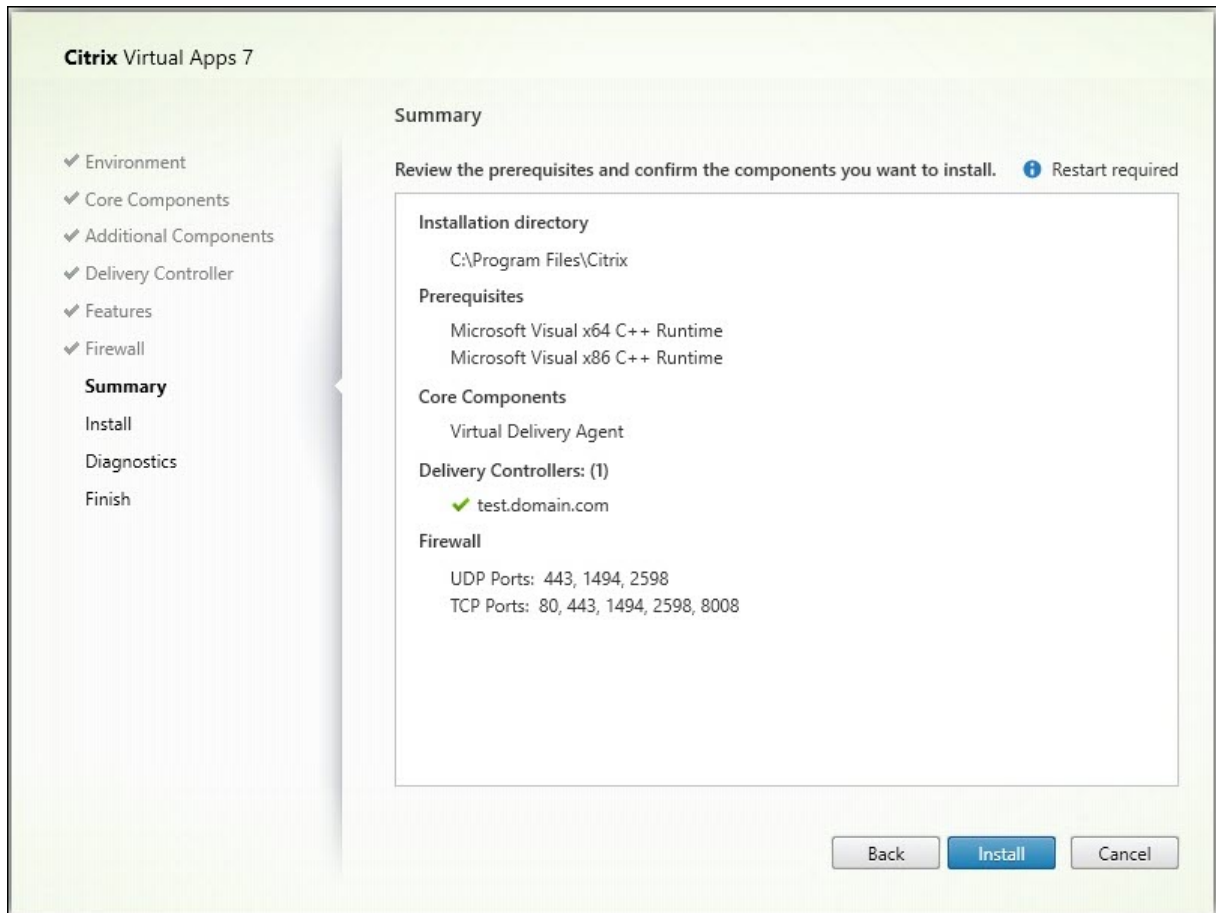 Citrix Virtual Apps 7
Environment
Core Components
Additional Components
Delivery Controller
Features
Firewall
Summary
Install
Diagnostics
Finish
Summary
Review the prerequisites and confirm the components you want to install. Restart required
Installation directory
C:\Program Files\Citrix
Prerequisites
Microsoft Visual x64 C++ Runtime
Microsoft Visual x86 C++ Runtime
Core Components
Virtual Delivery Agent
Delivery Controllers: (1)
test.domain.com
Firewall
UDP Ports: 443, 1494, 2598
TCP Ports: 80, 443, 1494, 2598, 8008
Back Install Cancel